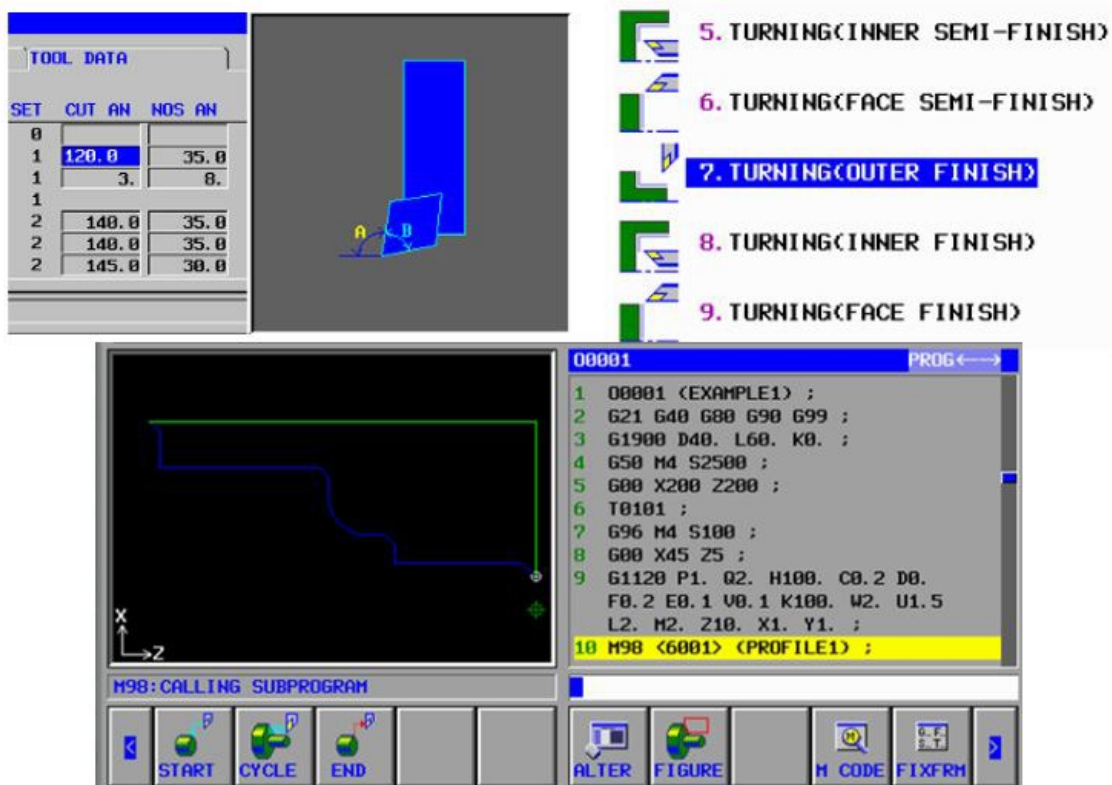 TOOL DATA
SET CUT AN NOS AN
0
1 120.0 35.0
1 3. 8.
1
2 140.0 35.0
2 140.0 35.0
2 145.0 30.0
A B
5. TURNING(INNER SEMI-FINISH)
6. TURNING(FACE SEMI-FINISH)
7. TURNING(OUTER FINISH)
8. TURNING(INNER FINISH)
9. TURNING(FACE FINISH)
X
Z
M98:CALLING SUBPROGRAM
< START CYCLE END
O0001 PROG←→
1 O0001 (EXAMPLE1) ;
2 G21 G40 G80 G90 G99 ;
3 G1900 D40. L60. K0. ;
4 G50 M4 S2500 ;
5 G00 X200 Z200 ;
6 T0101 ;
7 G96 M4 S100 ;
8 G00 X45 Z5 ;
9 G1120 P1. Q2. H100. C0.2 D0.
F0.2 E0.1 V0.1 K100. W2. U1.5
L2. M2. Z10. X1. Y1. ;
10 M98 <6001> (PROFILE1) ;
ALTER FIGURE M CODE FIXFRM >